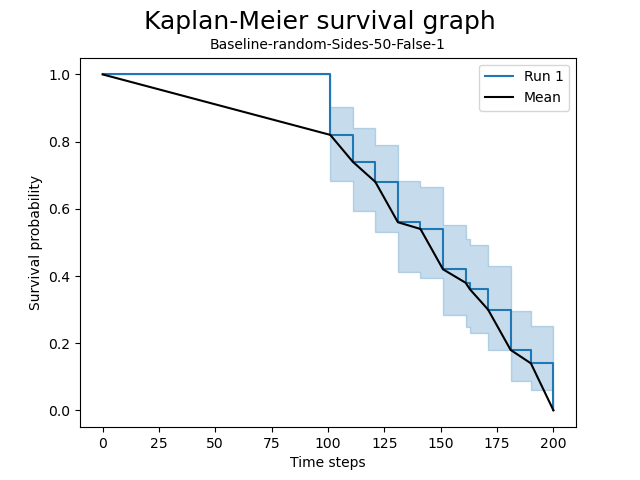 Kaplan-Meier survival graph
Baseline-random-Sides-50-False-1
Run 1
Mean
Survival probability
1.0
0.8
0.6
0.4
0.2
0.0
0 25 50 75 100 125 150 175 200
Time steps